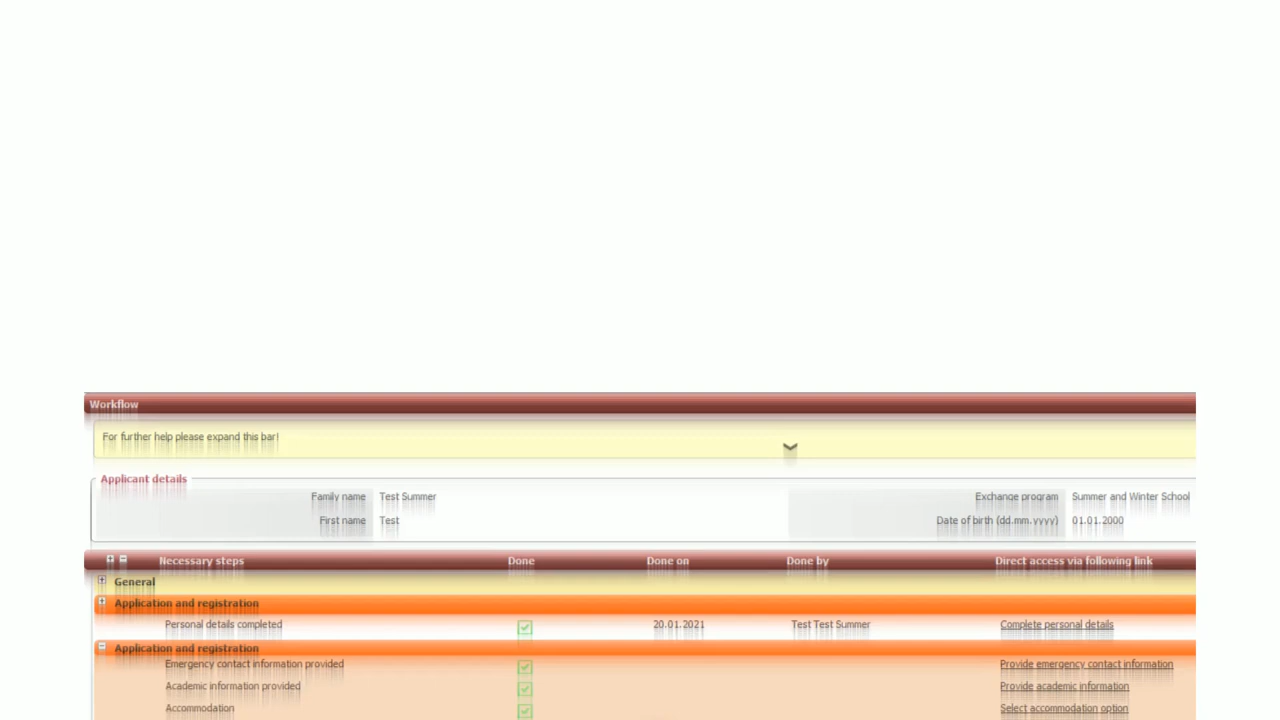 Workflow
For further help please expand this bar!
Applicant details
Family name Test Summer Exchange program Summer and Winter School
First name Test Date of birth (dd.mm.yyyy) 01.01.2000
Necessary steps Done Done on Done by Direct access via following link
General
Application and registration
Personal details completed 20.01.2021 Test Test Summer Complete personal details
Application and registration
Emergency contact information provided Provide emergency contact information
Academic information provided Provide academic information
Accommodation Select accommodation option